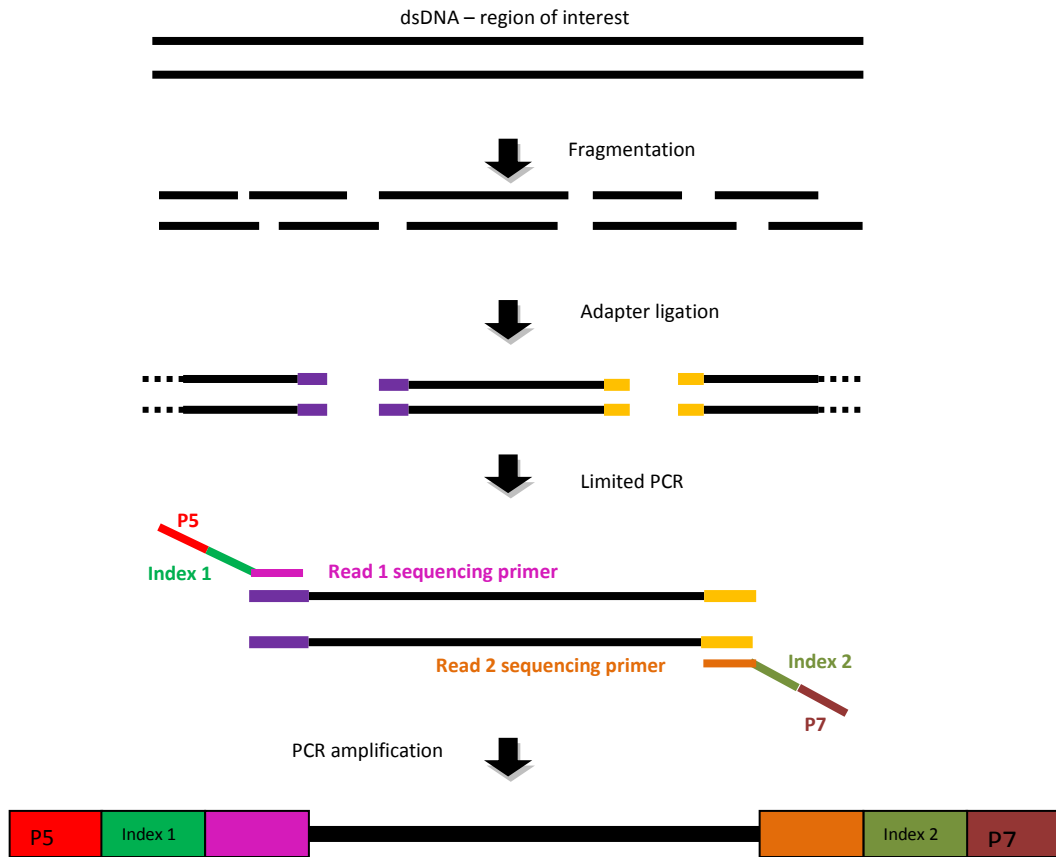 dsDNA – region of interest
Fragmentation
Adapter ligation
Limited PCR
P5
Index 1
Read 1 sequencing primer
Read 2 sequencing primer
Index 2
P7
PCR amplification
P5
Index 1
Index 2
P7